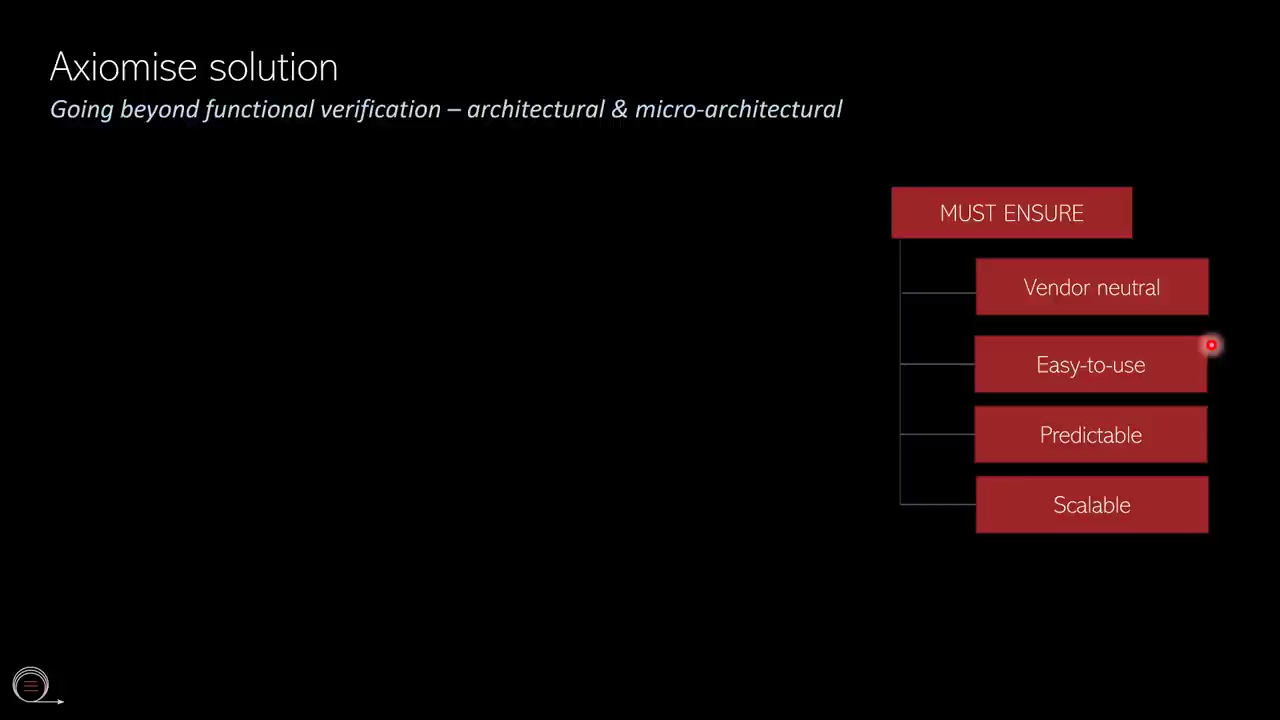 Axiomise solution
Going beyond functional verification – architectural & micro-architectural
MUST ENSURE
Vendor neutral
Easy-to-use
Predictable
Scalable